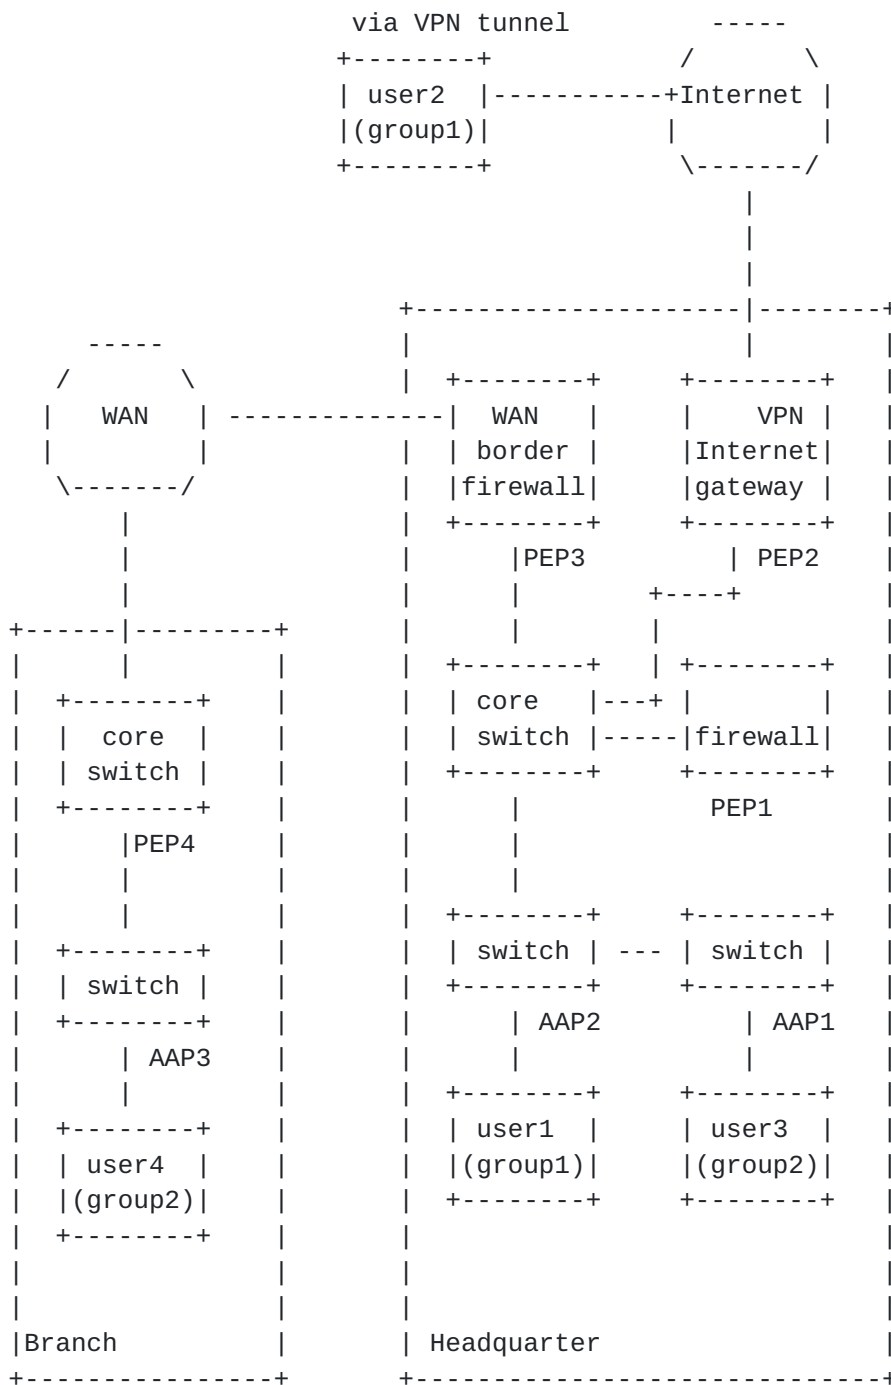 via VPN tunnel -----
+--------+ / \
| user2 |-----------+Internet |
|(group1)| | |
+--------+ \-------/
|
|
|
+---------------------|--------+
----- | | |
/ \ | +--------+ +--------+ |
| WAN | --------------| WAN | | VPN | |
| | | | border | |Internet| |
\-------/ | |firewall| |gateway | |
| | +--------+ +--------+ |
| | |PEP3 | PEP2 |
| | | +----+ |
+------|---------+ | | | |
| | | | +--------+ | +--------+ |
| +--------+ | | | core |---+ | | |
| | core | | | | switch |-----|firewall| |
| | switch | | | +--------+ +--------+ |
| +--------+ | | | PEP1 |
| |PEP4 | | | |
| | | | | |
| | | | +--------+ +--------+ |
| +--------+ | | | switch | --- | switch | |
| | switch | | | +--------+ +--------+ |
| +--------+ | | | AAP2 | AAP1 |
| | AAP3 | | | | |
| | | | +--------+ +--------+ |
| +--------+ | | | user1 | | user3 | |
| | user4 | | | |(group1)| |(group2)| |
| |(group2)| | | +--------+ +--------+ |
| +--------+ | | |
| | | |
| | | |
|Branch | | Headquarter |
+----------------+ +------------------------------+